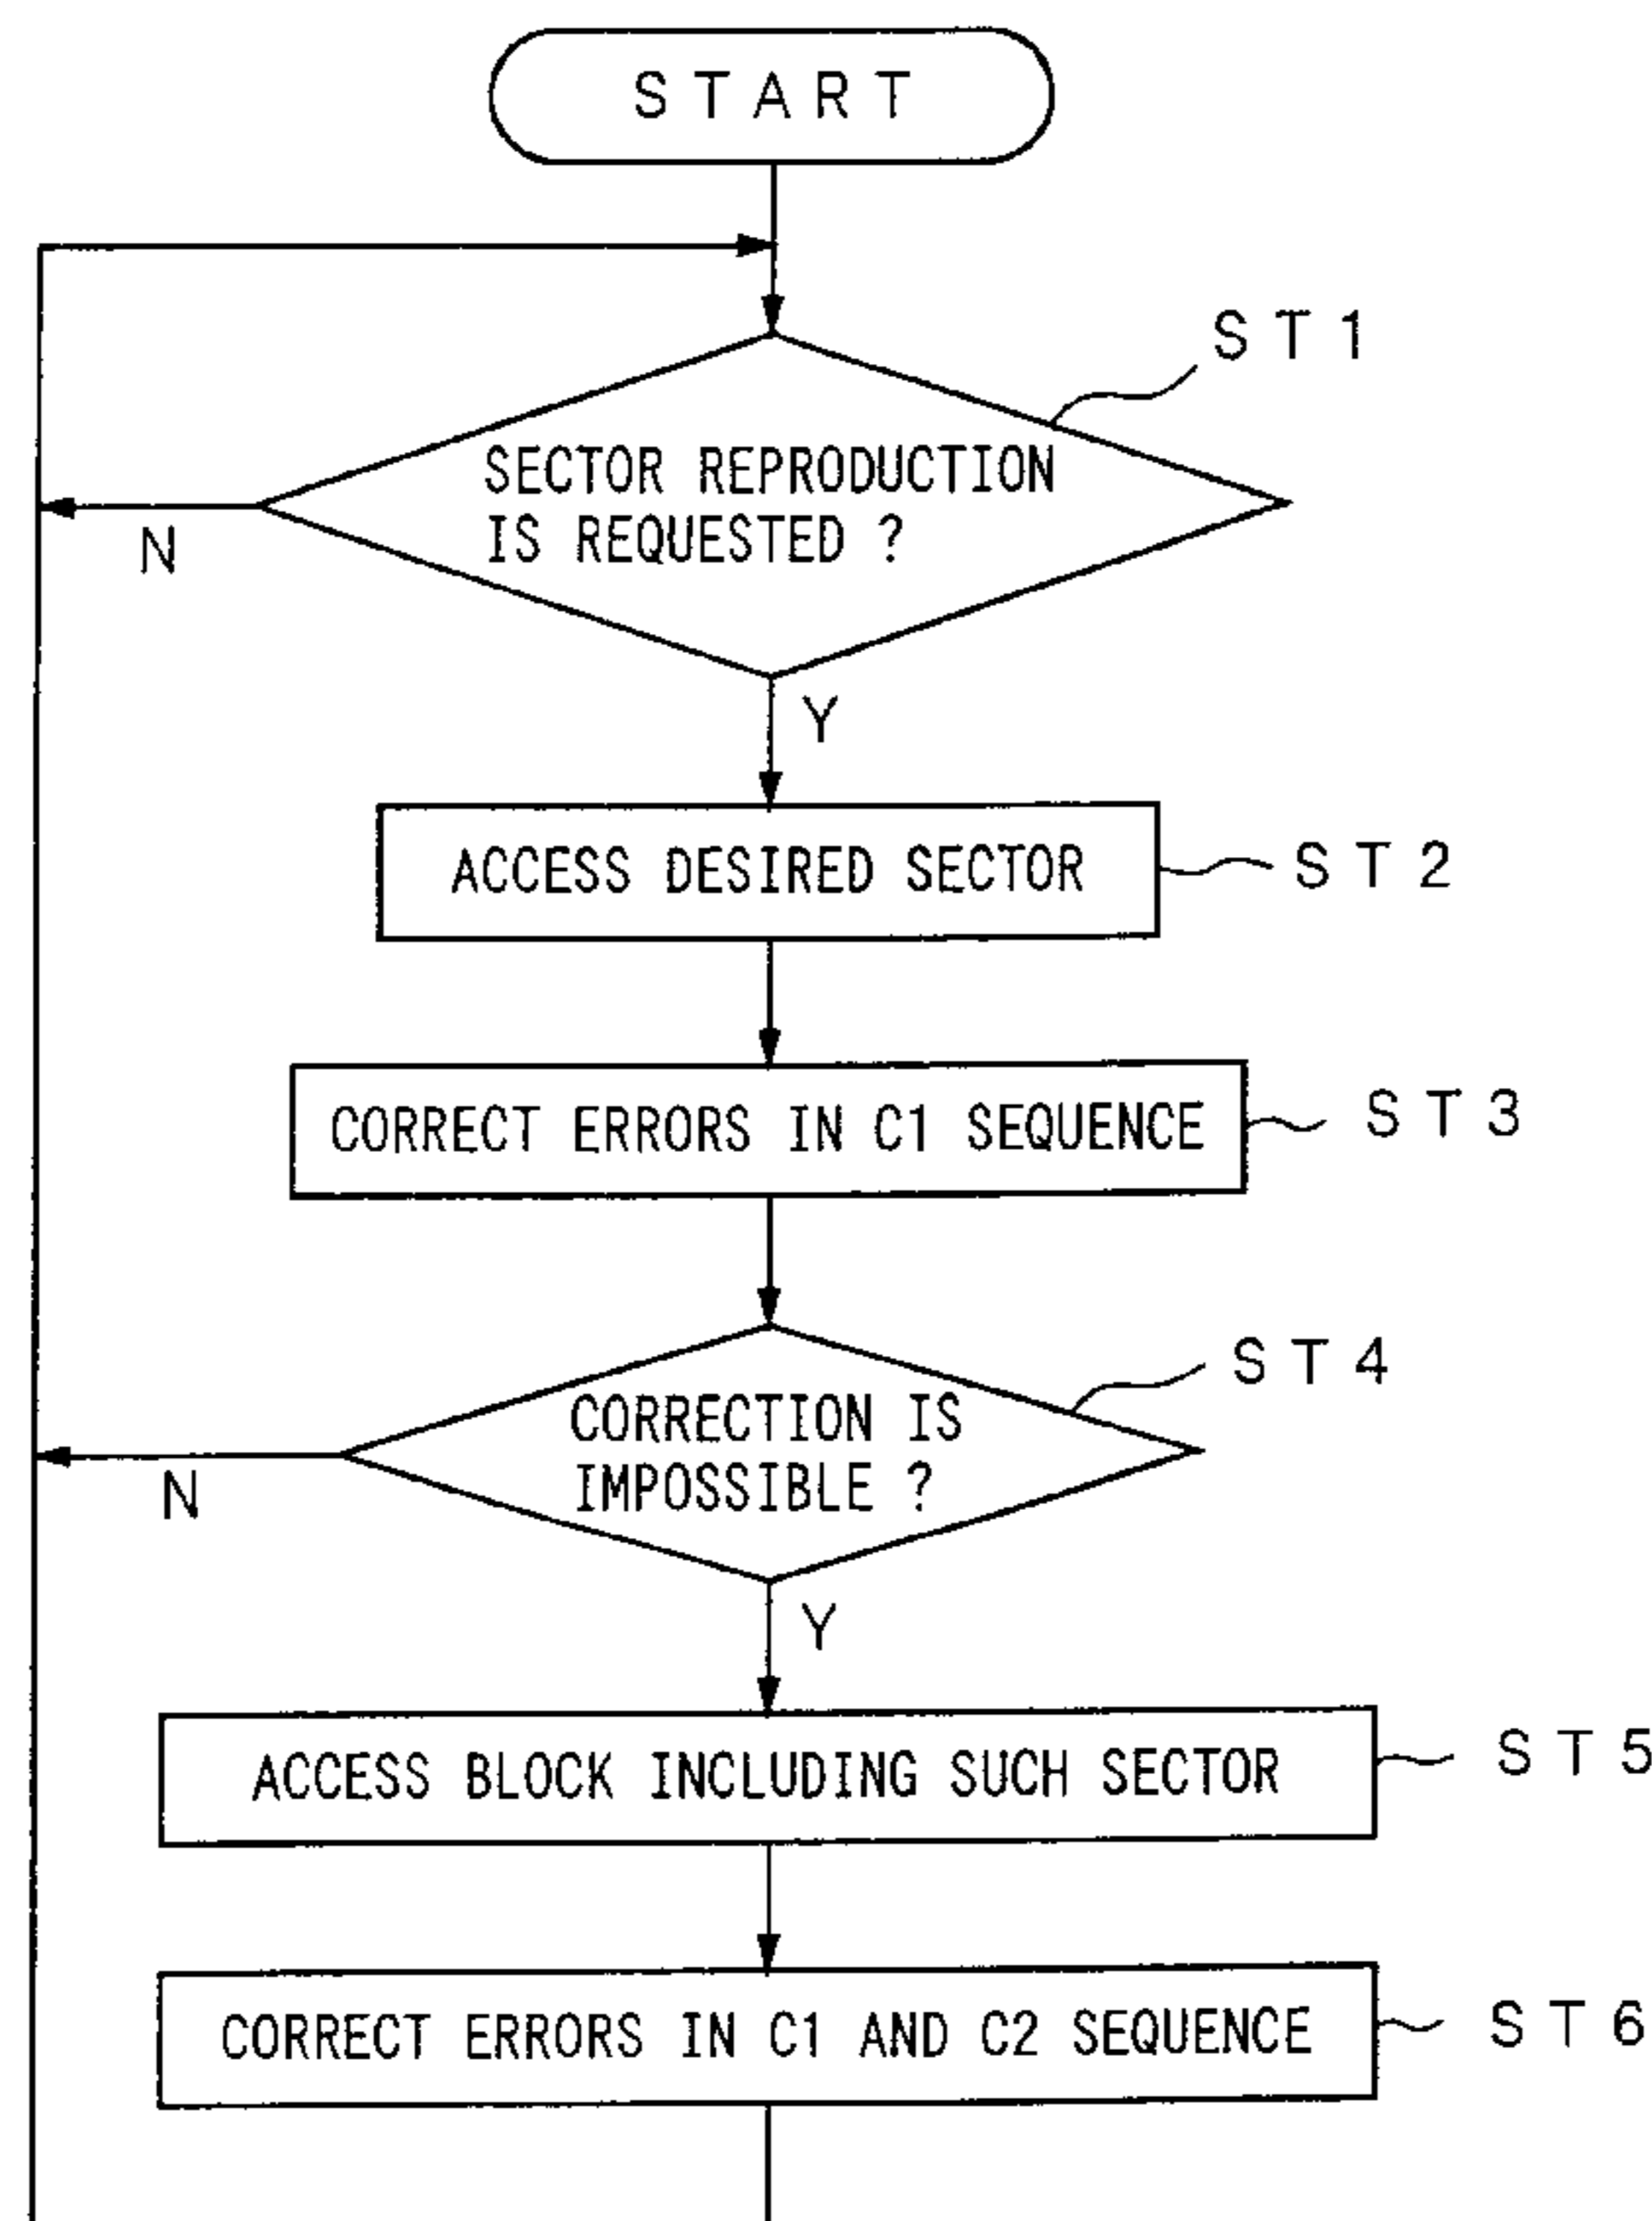 START
ST1
SECTOR REPRODUCTION
IS REQUESTED ?
N
Y
ACCESS DESIRED SECTOR
ST2
CORRECT ERRORS IN C1 SEQUENCE
ST3
ST4
CORRECTION IS
IMPOSSIBLE ?
N
Y
ACCESS BLOCK INCLUDING SUCH SECTOR
ST5
CORRECT ERRORS IN C1 AND C2 SEQUENCE
ST6